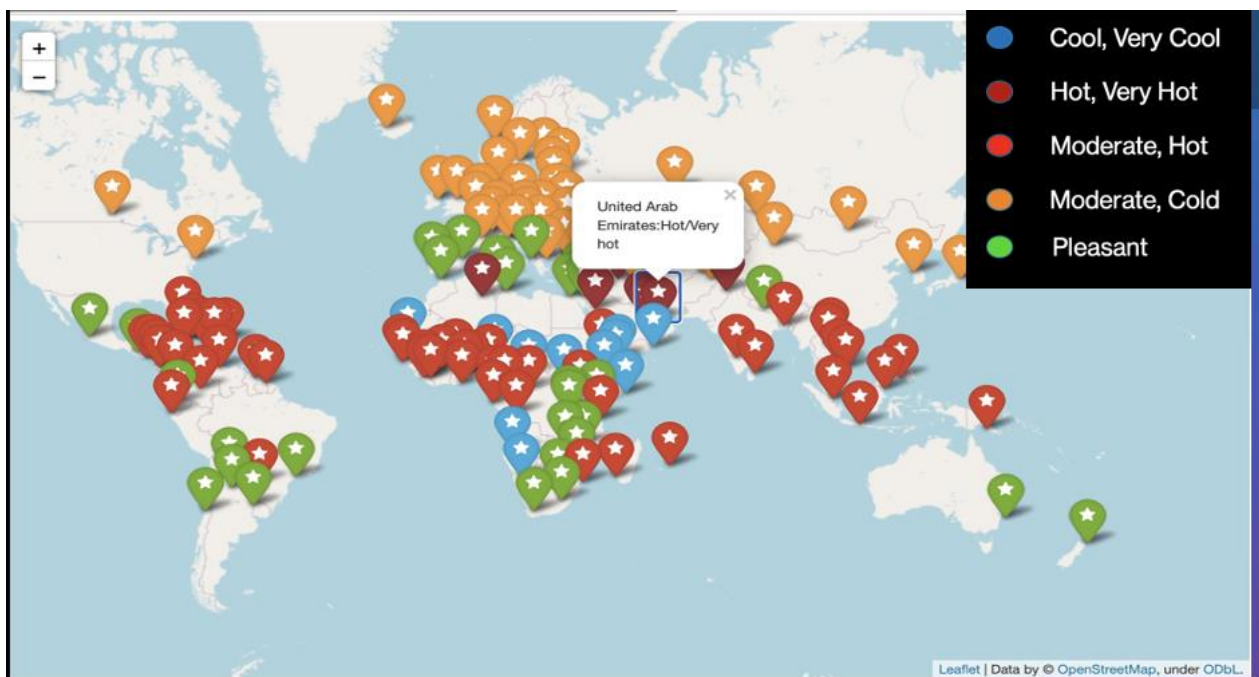 +
−
United Arab
Emirates:Hot/Very
hot
×
Cool, Very Cool
Hot, Very Hot
Moderate, Hot
Moderate, Cold
Pleasant
Leaflet | Data by © OpenStreetMap, under ODbL.